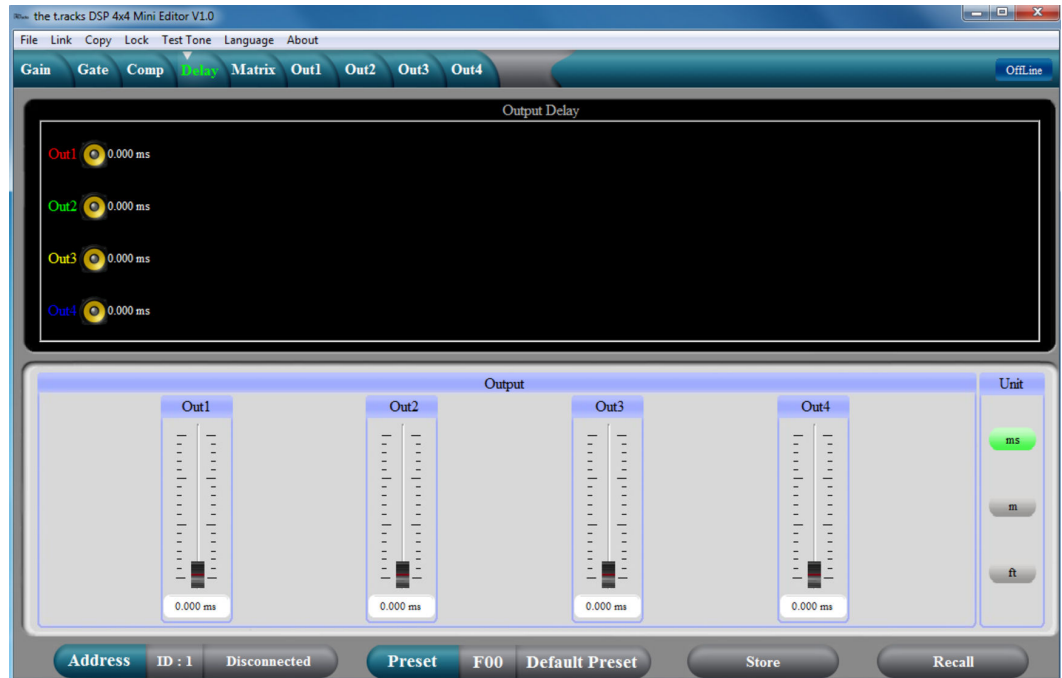 the t.racks DSP 4x4 Mini Editor V1.0
File Link Copy Lock Test Tone Language About
Gain Gate Comp Delay Matrix Out1 Out2 Out3 Out4 OffLine
Output Delay
Out1 0.000 ms
Out2 0.000 ms
Out3 0.000 ms
Out4 0.000 ms
Output Unit
Out1 Out2 Out3 Out4
ms
m
ft
0.000 ms 0.000 ms 0.000 ms 0.000 ms
Address ID : 1 Disconnected Preset F00 Default Preset Store Recall